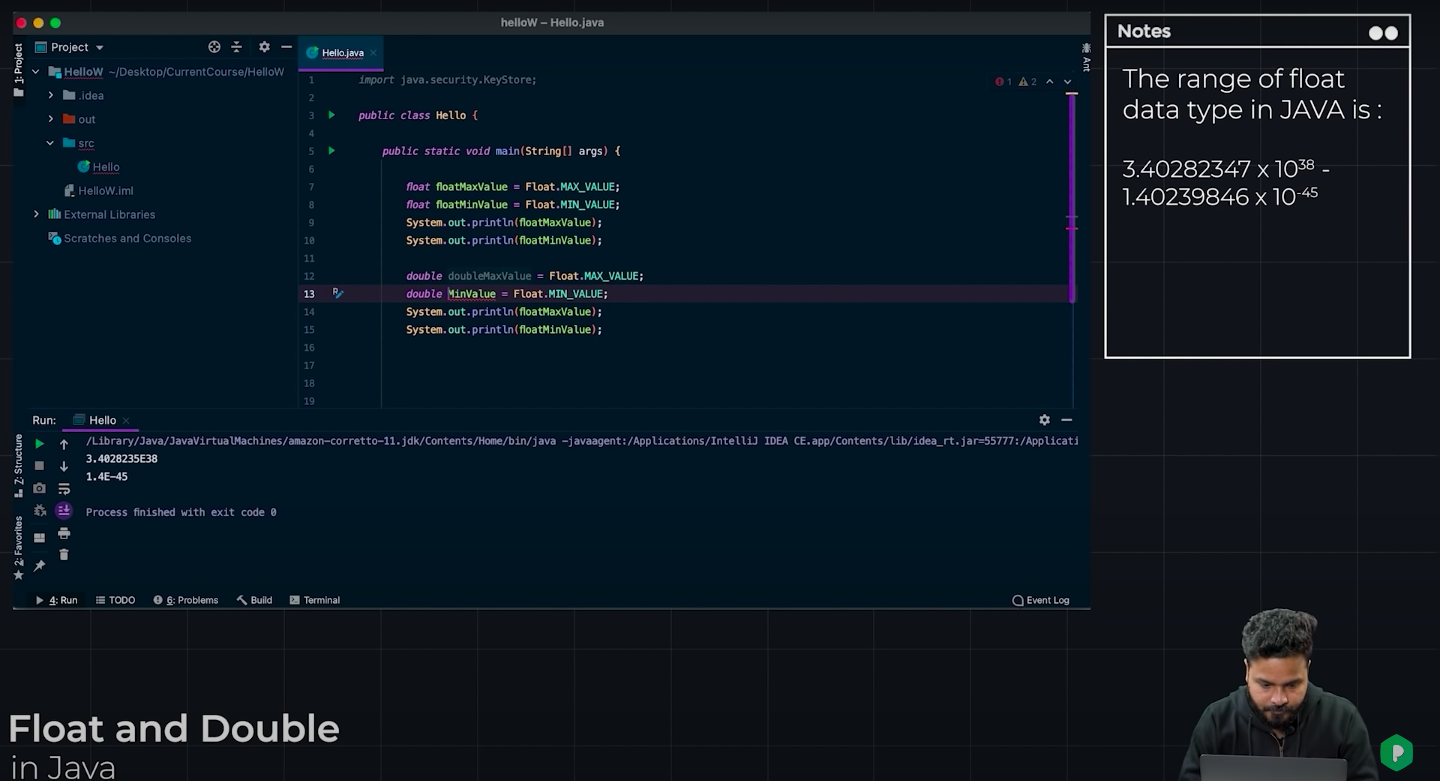 helloW – Hello.java
Project
HelloW ~/Desktop/CurrentCourse/HelloW
.idea
out
src
Hello
HelloW.iml
External Libraries
Scratches and Consoles
1: Project
Z: Structure
2: Favorites
Hello.java
Ant
1 2
1 import java.security.KeyStore;
2
3 public class Hello {
4
5 public static void main(String[] args) {
6
7 float floatMaxValue = Float.MAX_VALUE;
8 float floatMinValue = Float.MIN_VALUE;
9 System.out.println(floatMaxValue);
10 System.out.println(floatMinValue);
11
12 double doubleMaxValue = Float.MAX_VALUE;
13 double MinValue = Float.MIN_VALUE;
14 System.out.println(floatMaxValue);
15 System.out.println(floatMinValue);
16
17
18
19
Run: Hello
/Library/Java/JavaVirtualMachines/amazon-corretto-11.jdk/Contents/Home/bin/java -javaagent:/Applications/IntelliJ IDEA CE.app/Contents/lib/idea_rt.jar=55777:/Applicati
3.4028235E38
1.4E-45
Process finished with exit code 0
4: Run TODO 6: Problems Build Terminal Event Log
Notes
The range of float
data type in JAVA is :
3.40282347 x 10³⁸ -
1.40239846 x 10⁻⁴⁵
Float and Double
in Java